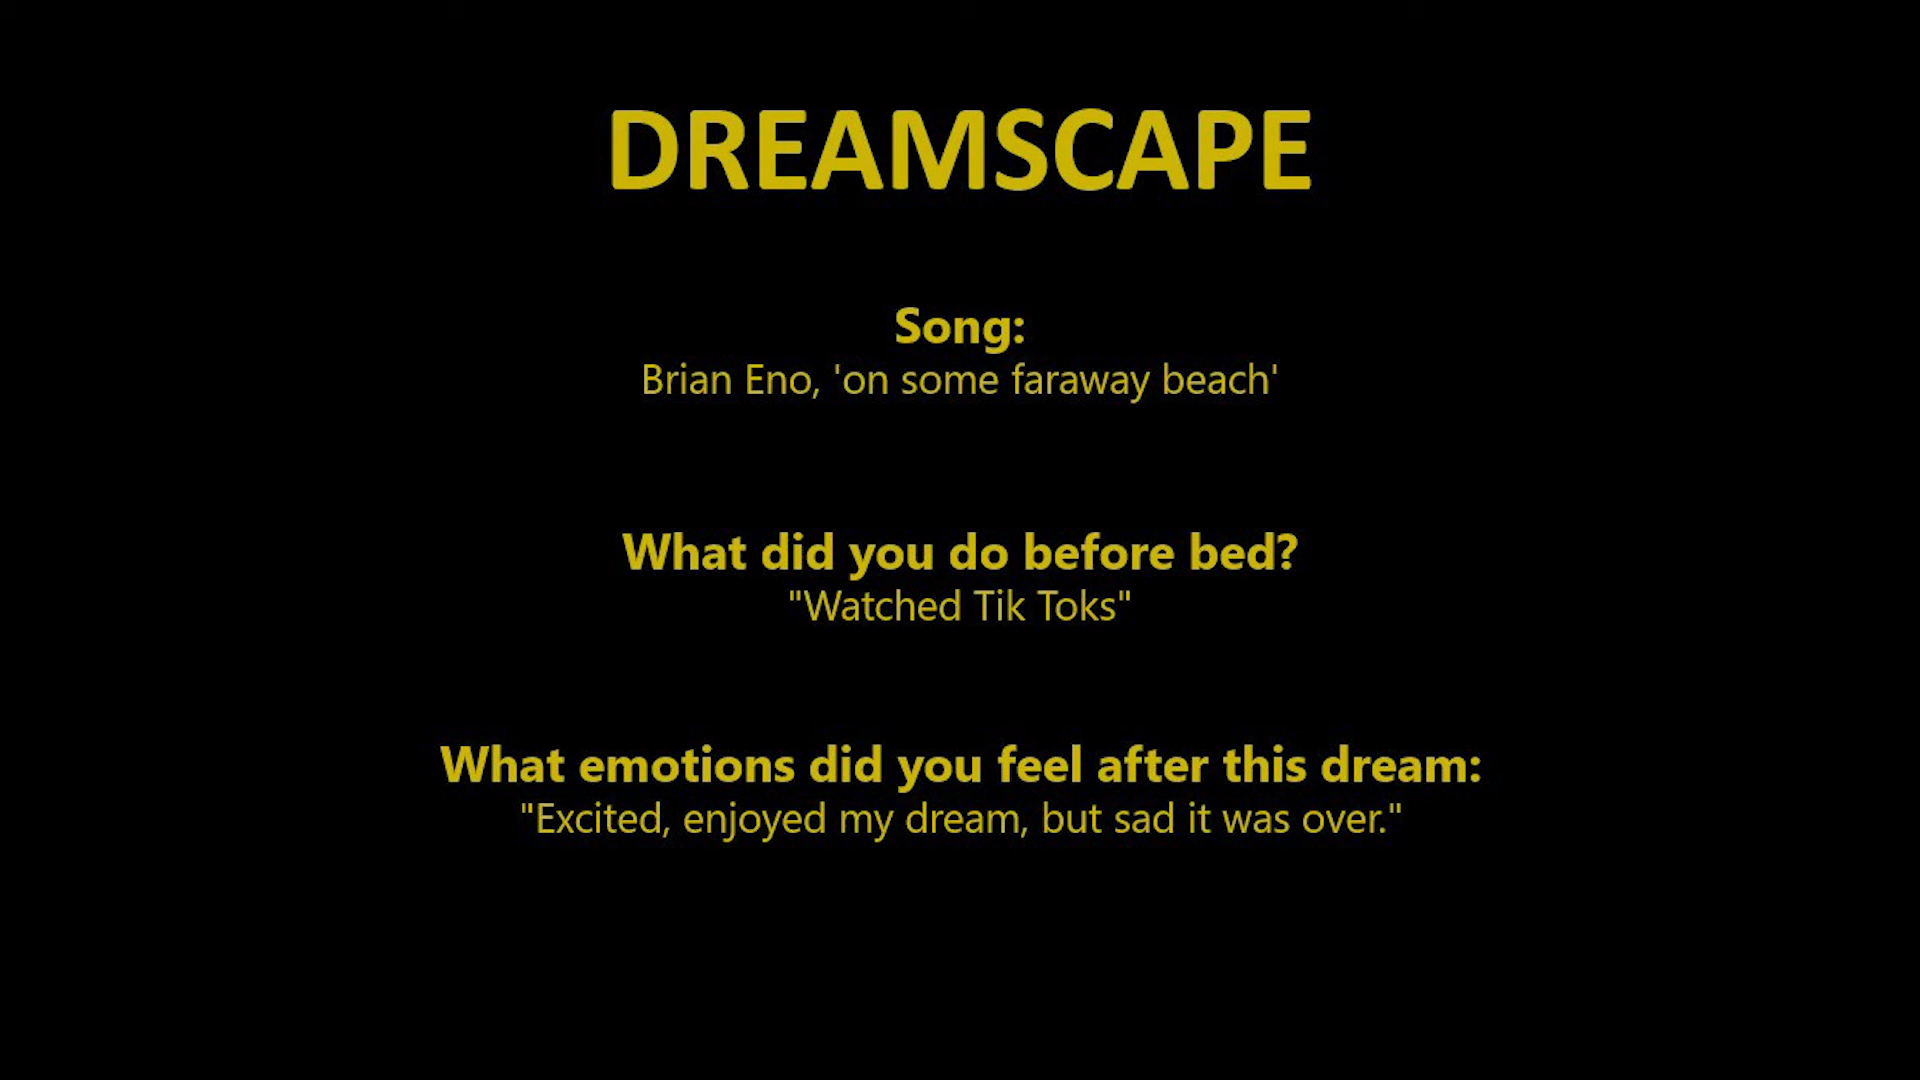 DREAMSCAPE
Song:
Brian Eno, 'on some faraway beach'
What did you do before bed?
"Watched Tik Toks"
What emotions did you feel after this dream:
"Excited, enjoyed my dream, but sad it was over."